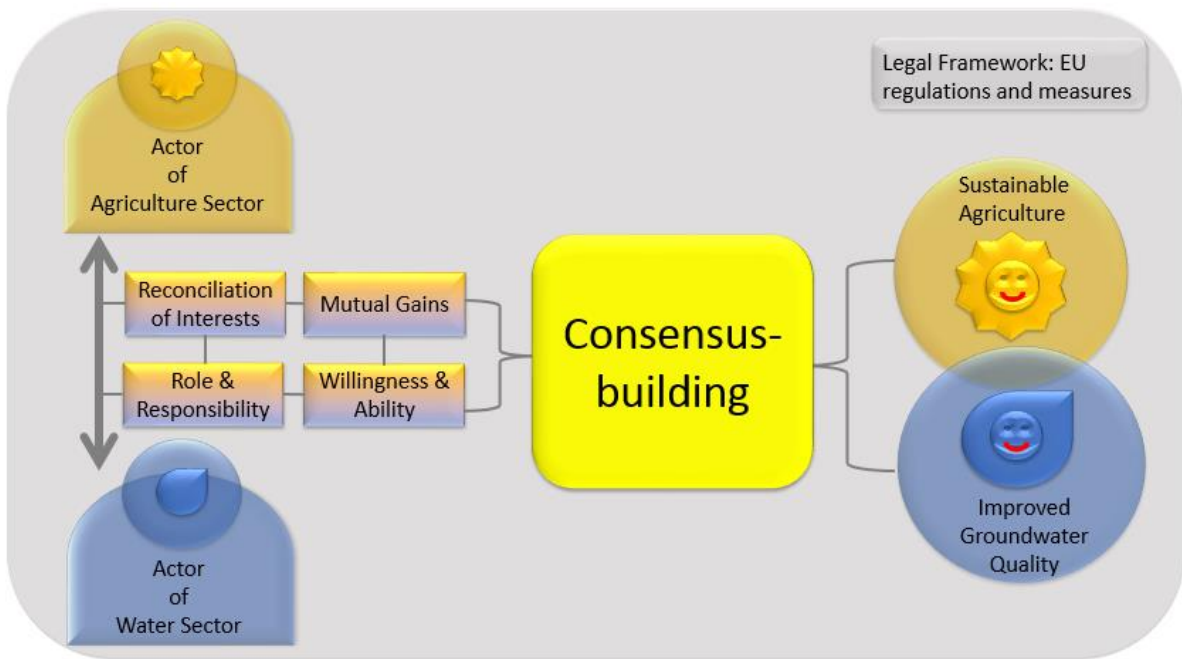 Legal Framework: EU
regulations and measures
Actor
of
Agriculture Sector
Reconciliation
of Interests
Mutual Gains
Role &
Responsibility
Willingness &
Ability
Actor
of
Water Sector
Consensus-
building
Sustainable
Agriculture
Improved
Groundwater
Quality